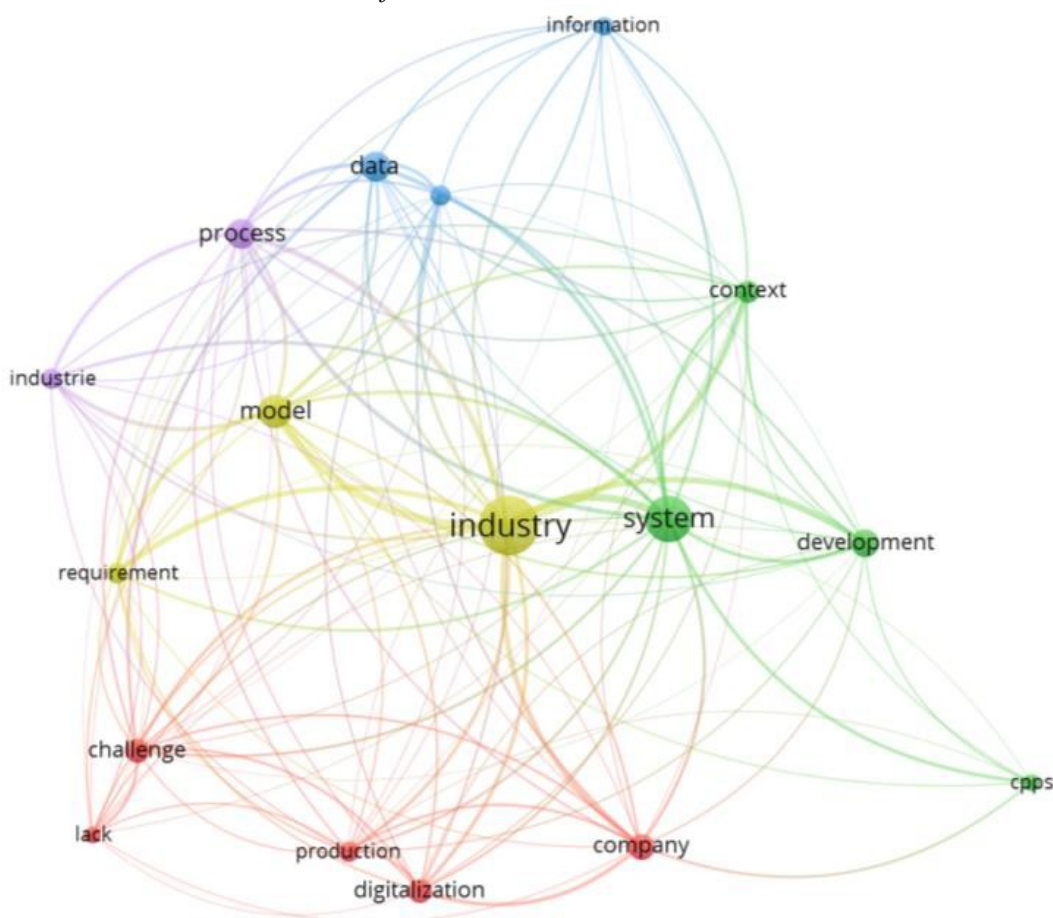 information
data
process
context
industrie
model
industry
system
development
requirement
challenge
cpps
lack
production
company
digitalization